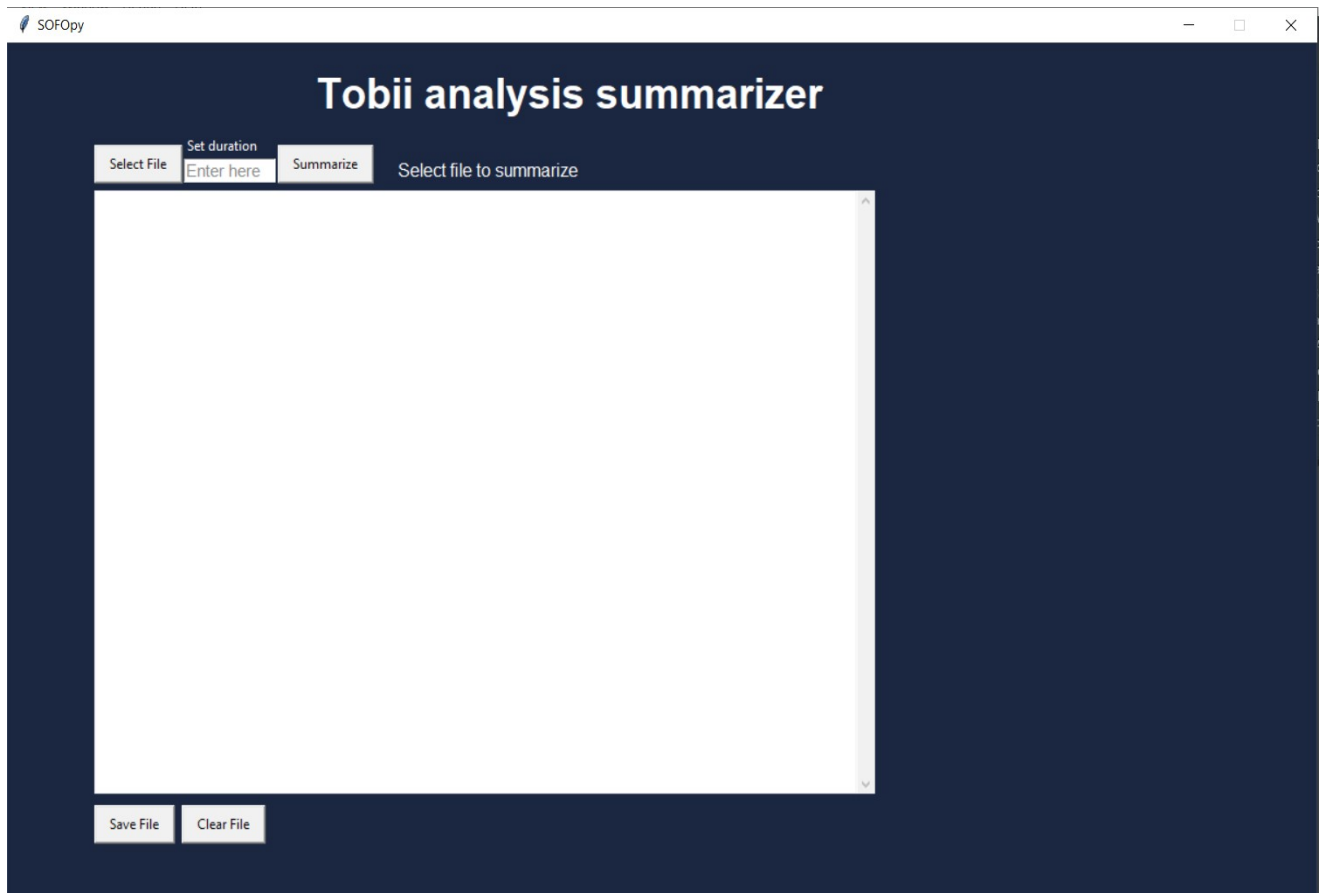 SOFOpy
Tobii analysis summarizer
Set duration
Select File
Enter here
Summarize
Select file to summarize
Save File
Clear File